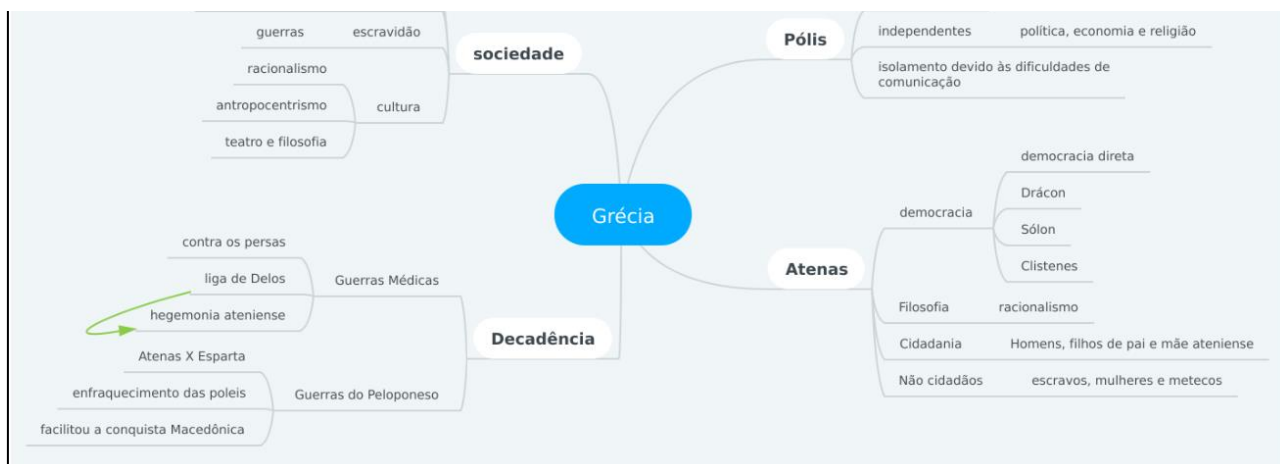 guerras
escravidão
sociedade
racionalismo
antropocentrismo
cultura
teatro e filosofia
Pólis
independentes
política, economia e religião
isolamento devido às dificuldades de
comunicação
Grécia
Atenas
democracia
democracia direta
Drácon
Sólon
Clistenes
Filosofia
racionalismo
Cidadania
Homens, filhos de pai e mãe ateniense
Não cidadãos
escravos, mulheres e metecos
Decadência
contra os persas
liga de Delos
Guerras Médicas
hegemonia ateniense
Atenas X Esparta
enfraquecimento das poleis
Guerras do Peloponeso
facilitou a conquista Macedônica